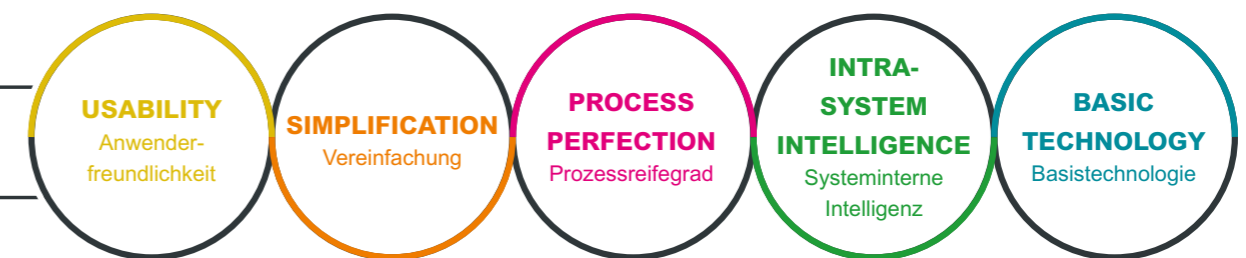 USABILITY
Anwender-
freundlichkeit
SIMPLIFICATION
Vereinfachung
PROCESS
PERFECTION
Prozessreifegrad
INTRA-
SYSTEM
INTELLIGENCE
Systeminterne
Intelligenz
BASIC
TECHNOLOGY
Basistechnologie